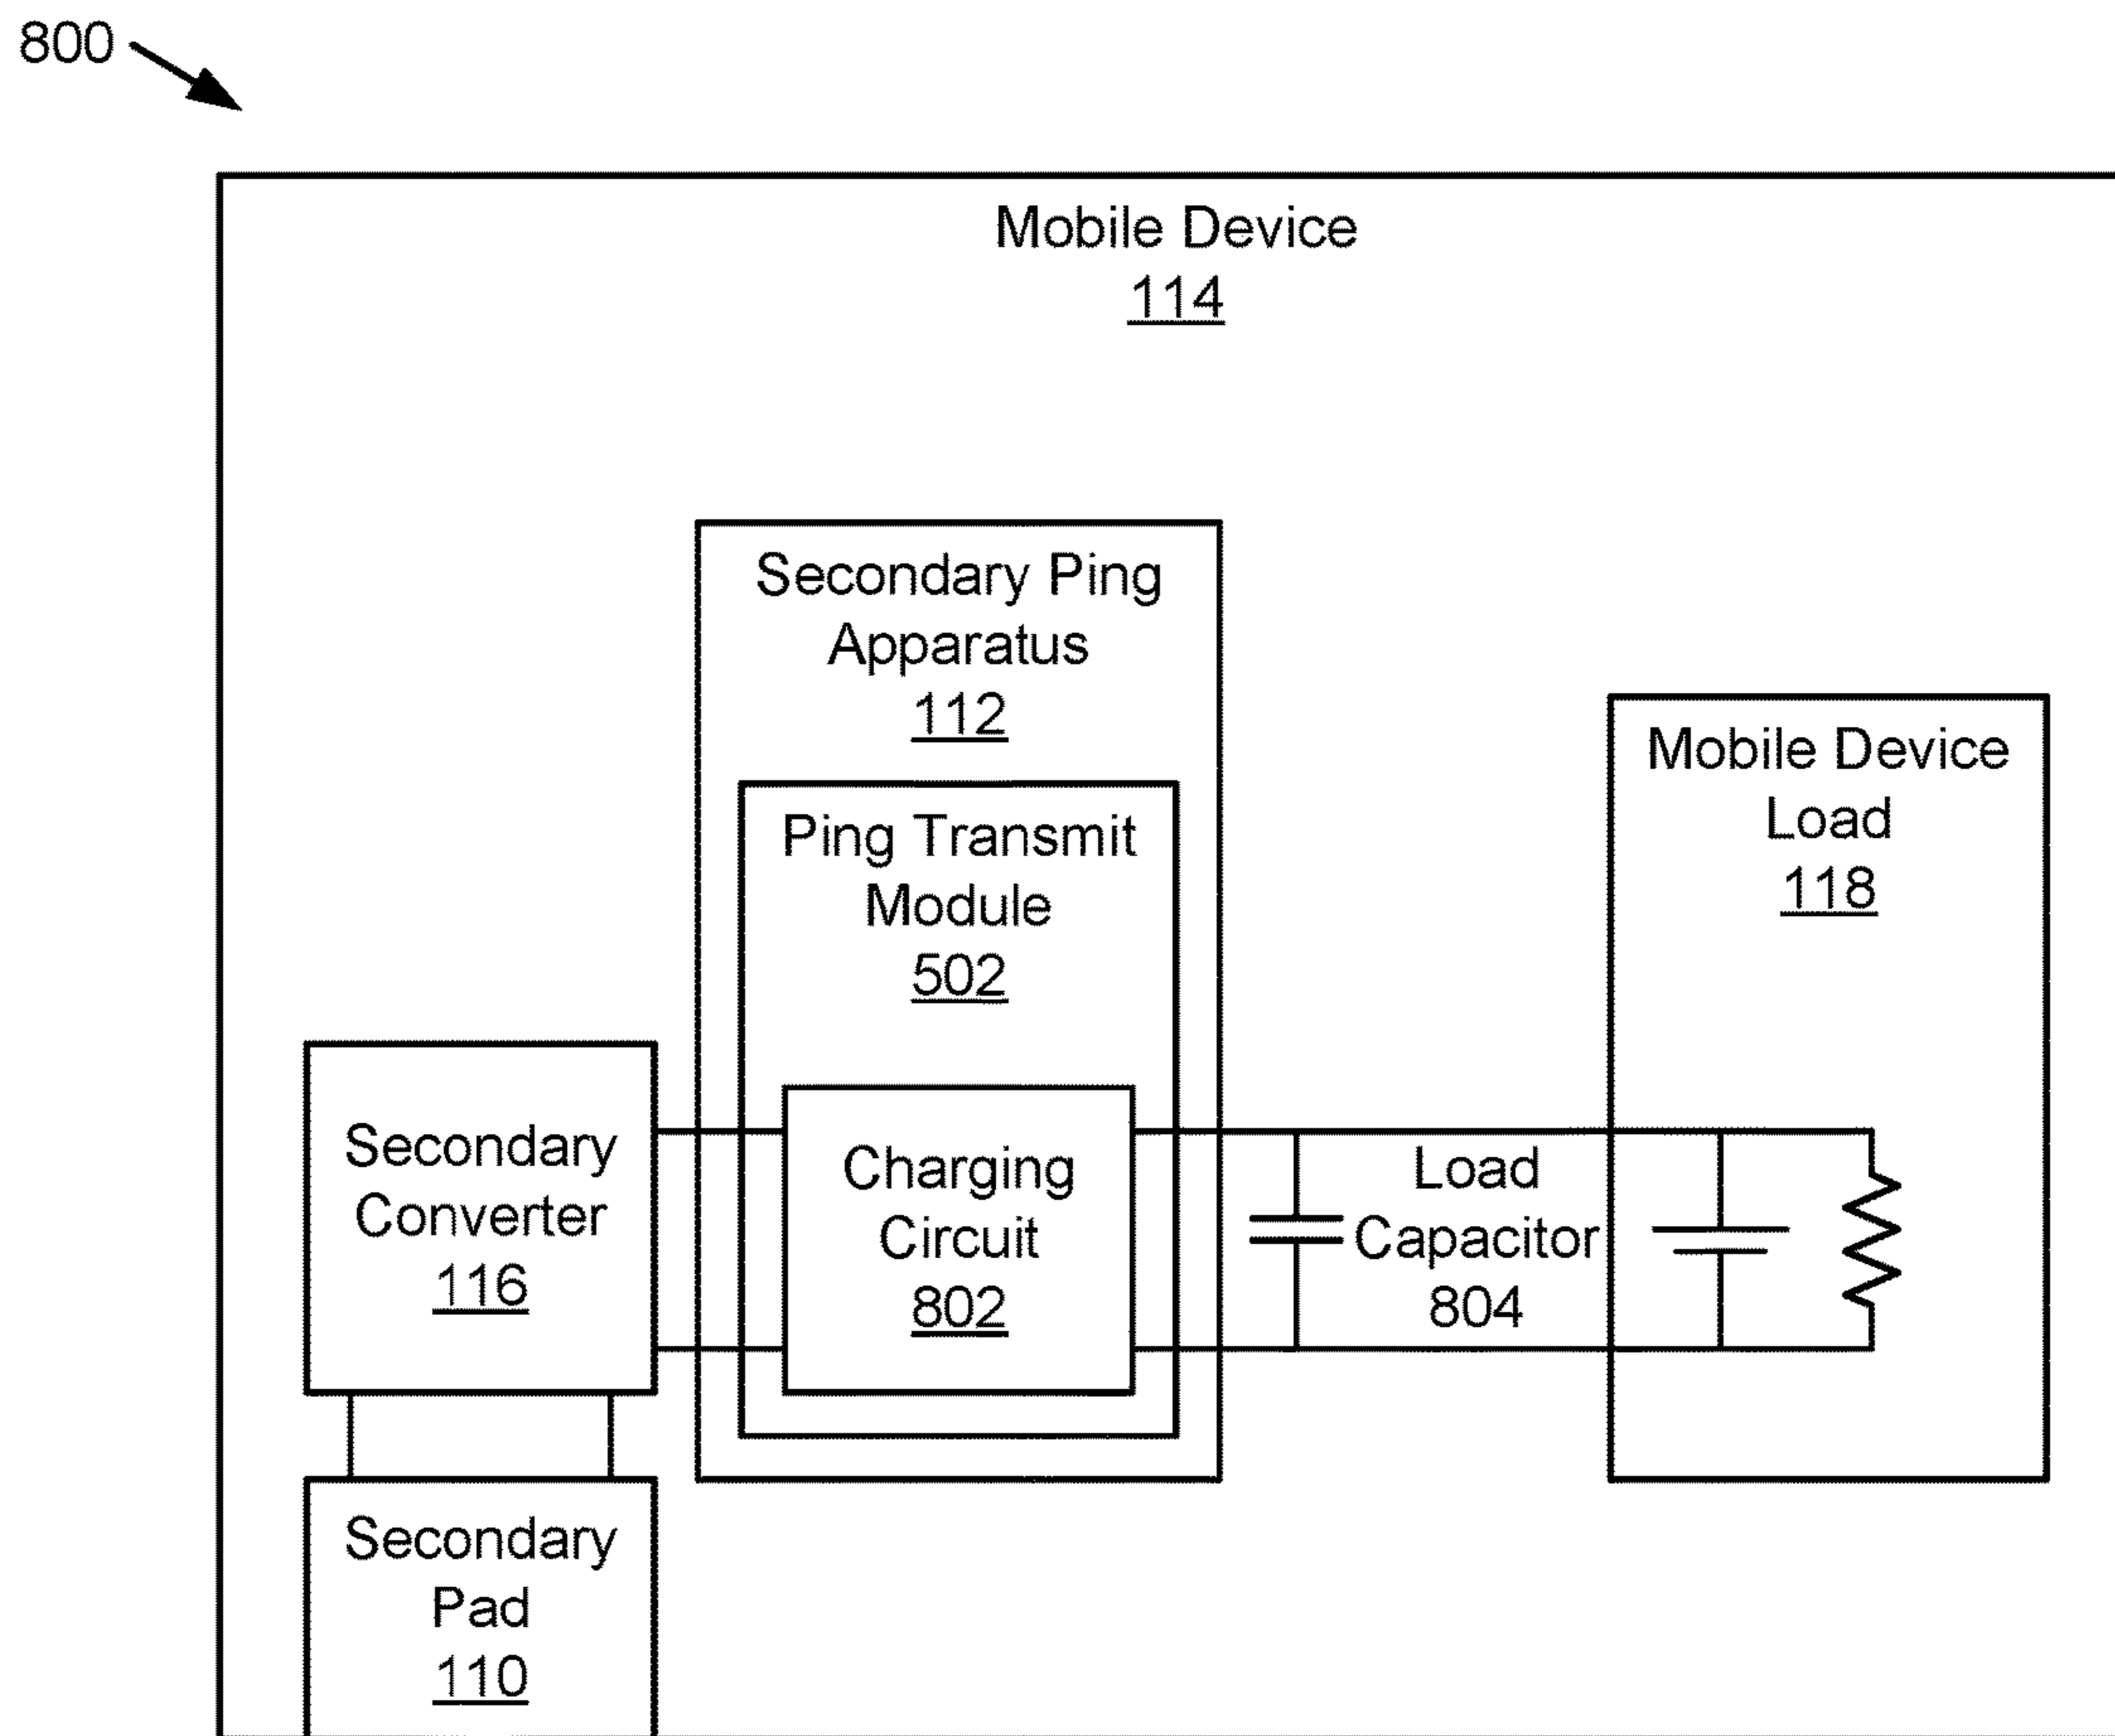 800
Mobile Device
114
Secondary Ping
Apparatus
112
Ping Transmit
Module
502
Mobile Device
Load
118
Secondary
Converter
116
Charging
Circuit
802
Load
Capacitor
804
Secondary
Pad
110